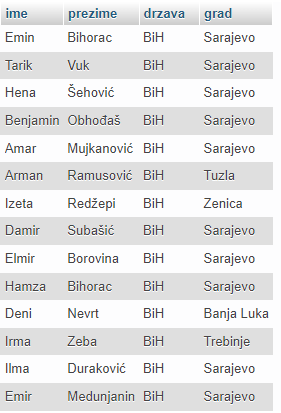 ime prezime drzava grad
Emin Bihorac BiH Sarajevo
Tarik Vuk BiH Sarajevo
Hena Šehović BiH Sarajevo
Benjamin Obhođaš BiH Sarajevo
Amar Mujkanović BiH Sarajevo
Arman Ramusović BiH Tuzla
Izeta Redžepi BiH Zenica
Damir Subašić BiH Sarajevo
Elmir Borovina BiH Sarajevo
Hamza Bihorac BiH Sarajevo
Deni Nevrt BiH Banja Luka
Irma Zeba BiH Trebinje
Ilma Duraković BiH Sarajevo
Emir Medunjanin BiH Sarajevo